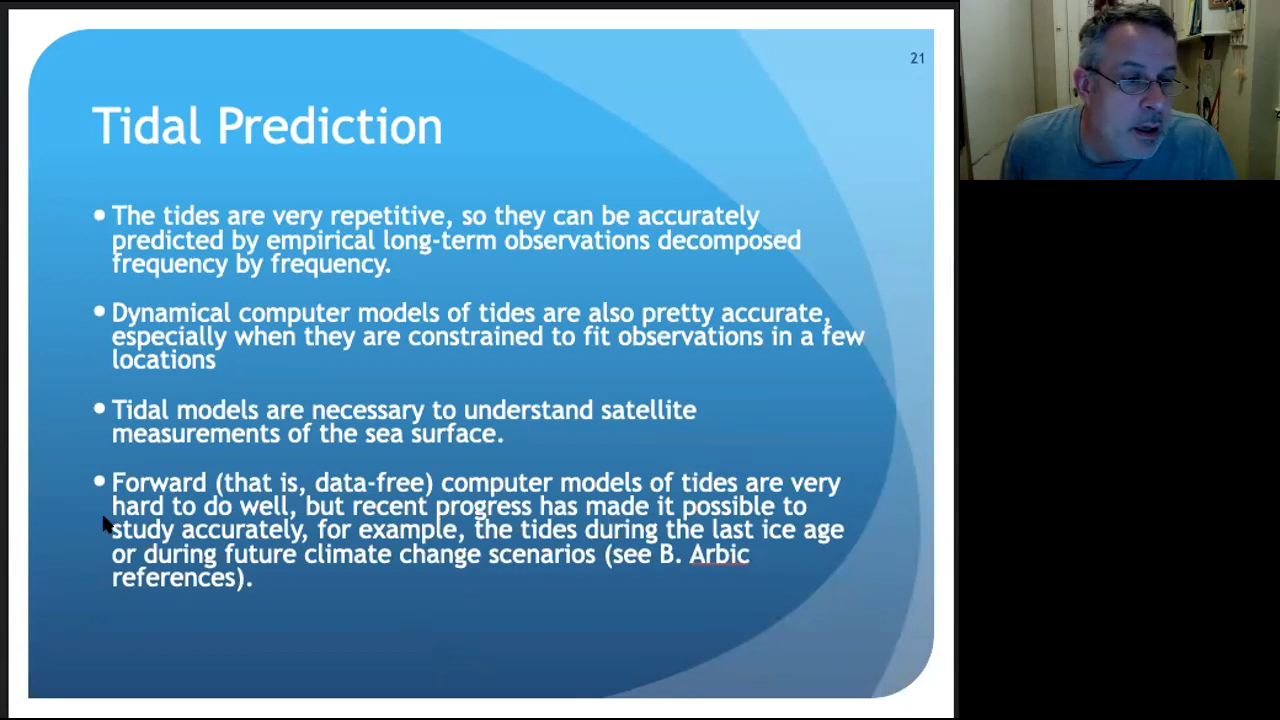 21
Tidal Prediction
• The tides are very repetitive, so they can be accurately
predicted by empirical long-term observations decomposed
frequency by frequency.
• Dynamical computer models of tides are also pretty accurate,
especially when they are constrained to fit observations in a few
locations
• Tidal models are necessary to understand satellite
measurements of the sea surface.
• Forward (that is, data-free) computer models of tides are very
hard to do well, but recent progress has made it possible to
study accurately, for example, the tides during the last ice age
or during future climate change scenarios (see B. Arbic
references).